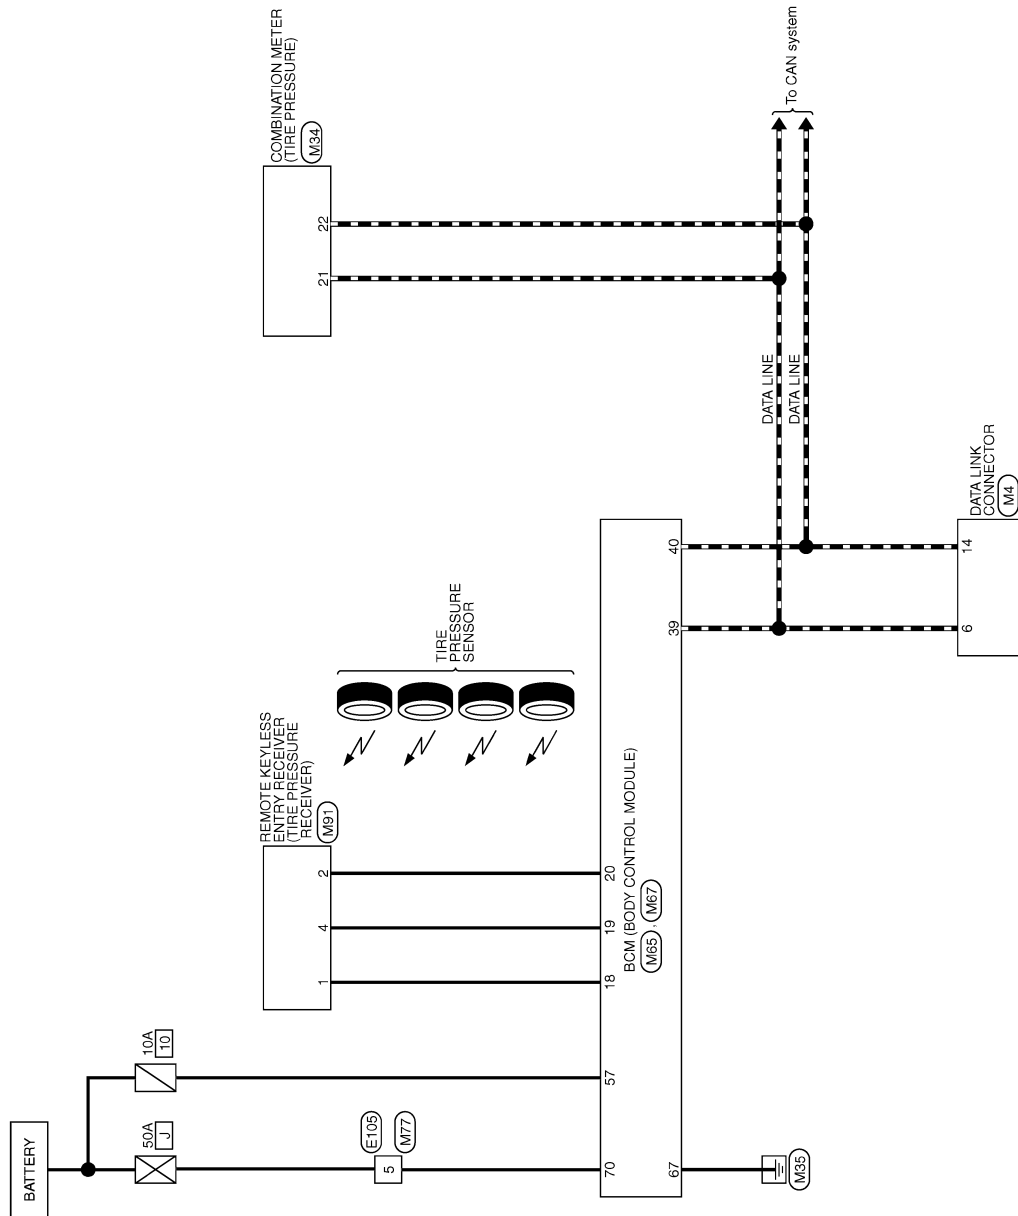 BATTERY
50A
J
10A
10
E105
5
M77
70
57
67
M35
REMOTE KEYLESS
ENTRY RECEIVER
(TIRE PRESSURE
RECEIVER)
M91
1
4
2
18
19
20
BCM (BODY CONTROL MODULE)
M65 , M67
TIRE
PRESSURE
SENSOR
39
40
DATA LINK
CONNECTOR
M4
6
14
DATA LINE
DATA LINE
COMBINATION METER
(TIRE PRESSURE)
M34
21
22
To CAN system